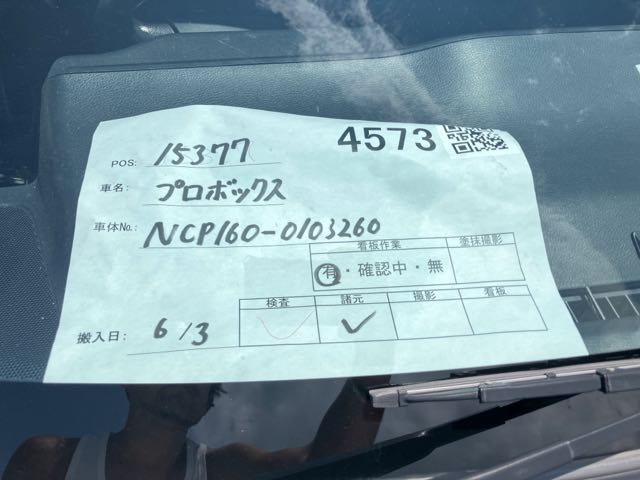 4573
POS: 15377
車名: プロボックス
車体No.: NCP160-0103260
看板作業 塗抹撮影
有・確認中・無
検査 諸元 撮影 看板
搬入日: 6/3